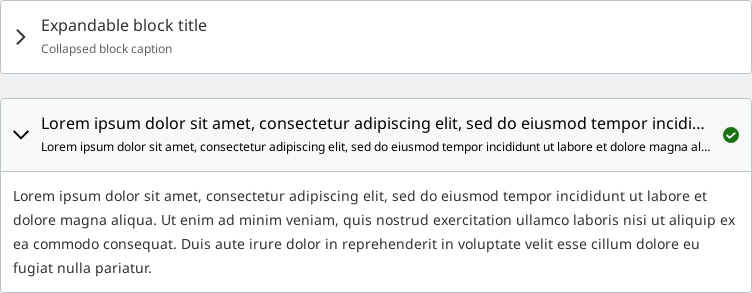 Expandable block title
Collapsed block caption
Lorem ipsum dolor sit amet, consectetur adipiscing elit, sed do eiusmod tempor incidi...
Lorem ipsum dolor sit amet, consectetur adipiscing elit, sed do eiusmod tempor incididunt ut labore et dolore magna al...
Lorem ipsum dolor sit amet, consectetur adipiscing elit, sed do eiusmod tempor incididunt ut labore et
dolore magna aliqua. Ut enim ad minim veniam, quis nostrud exercitation ullamco laboris nisi ut aliquip ex
ea commodo consequat. Duis aute irure dolor in reprehenderit in voluptate velit esse cillum dolore eu
fugiat nulla pariatur.